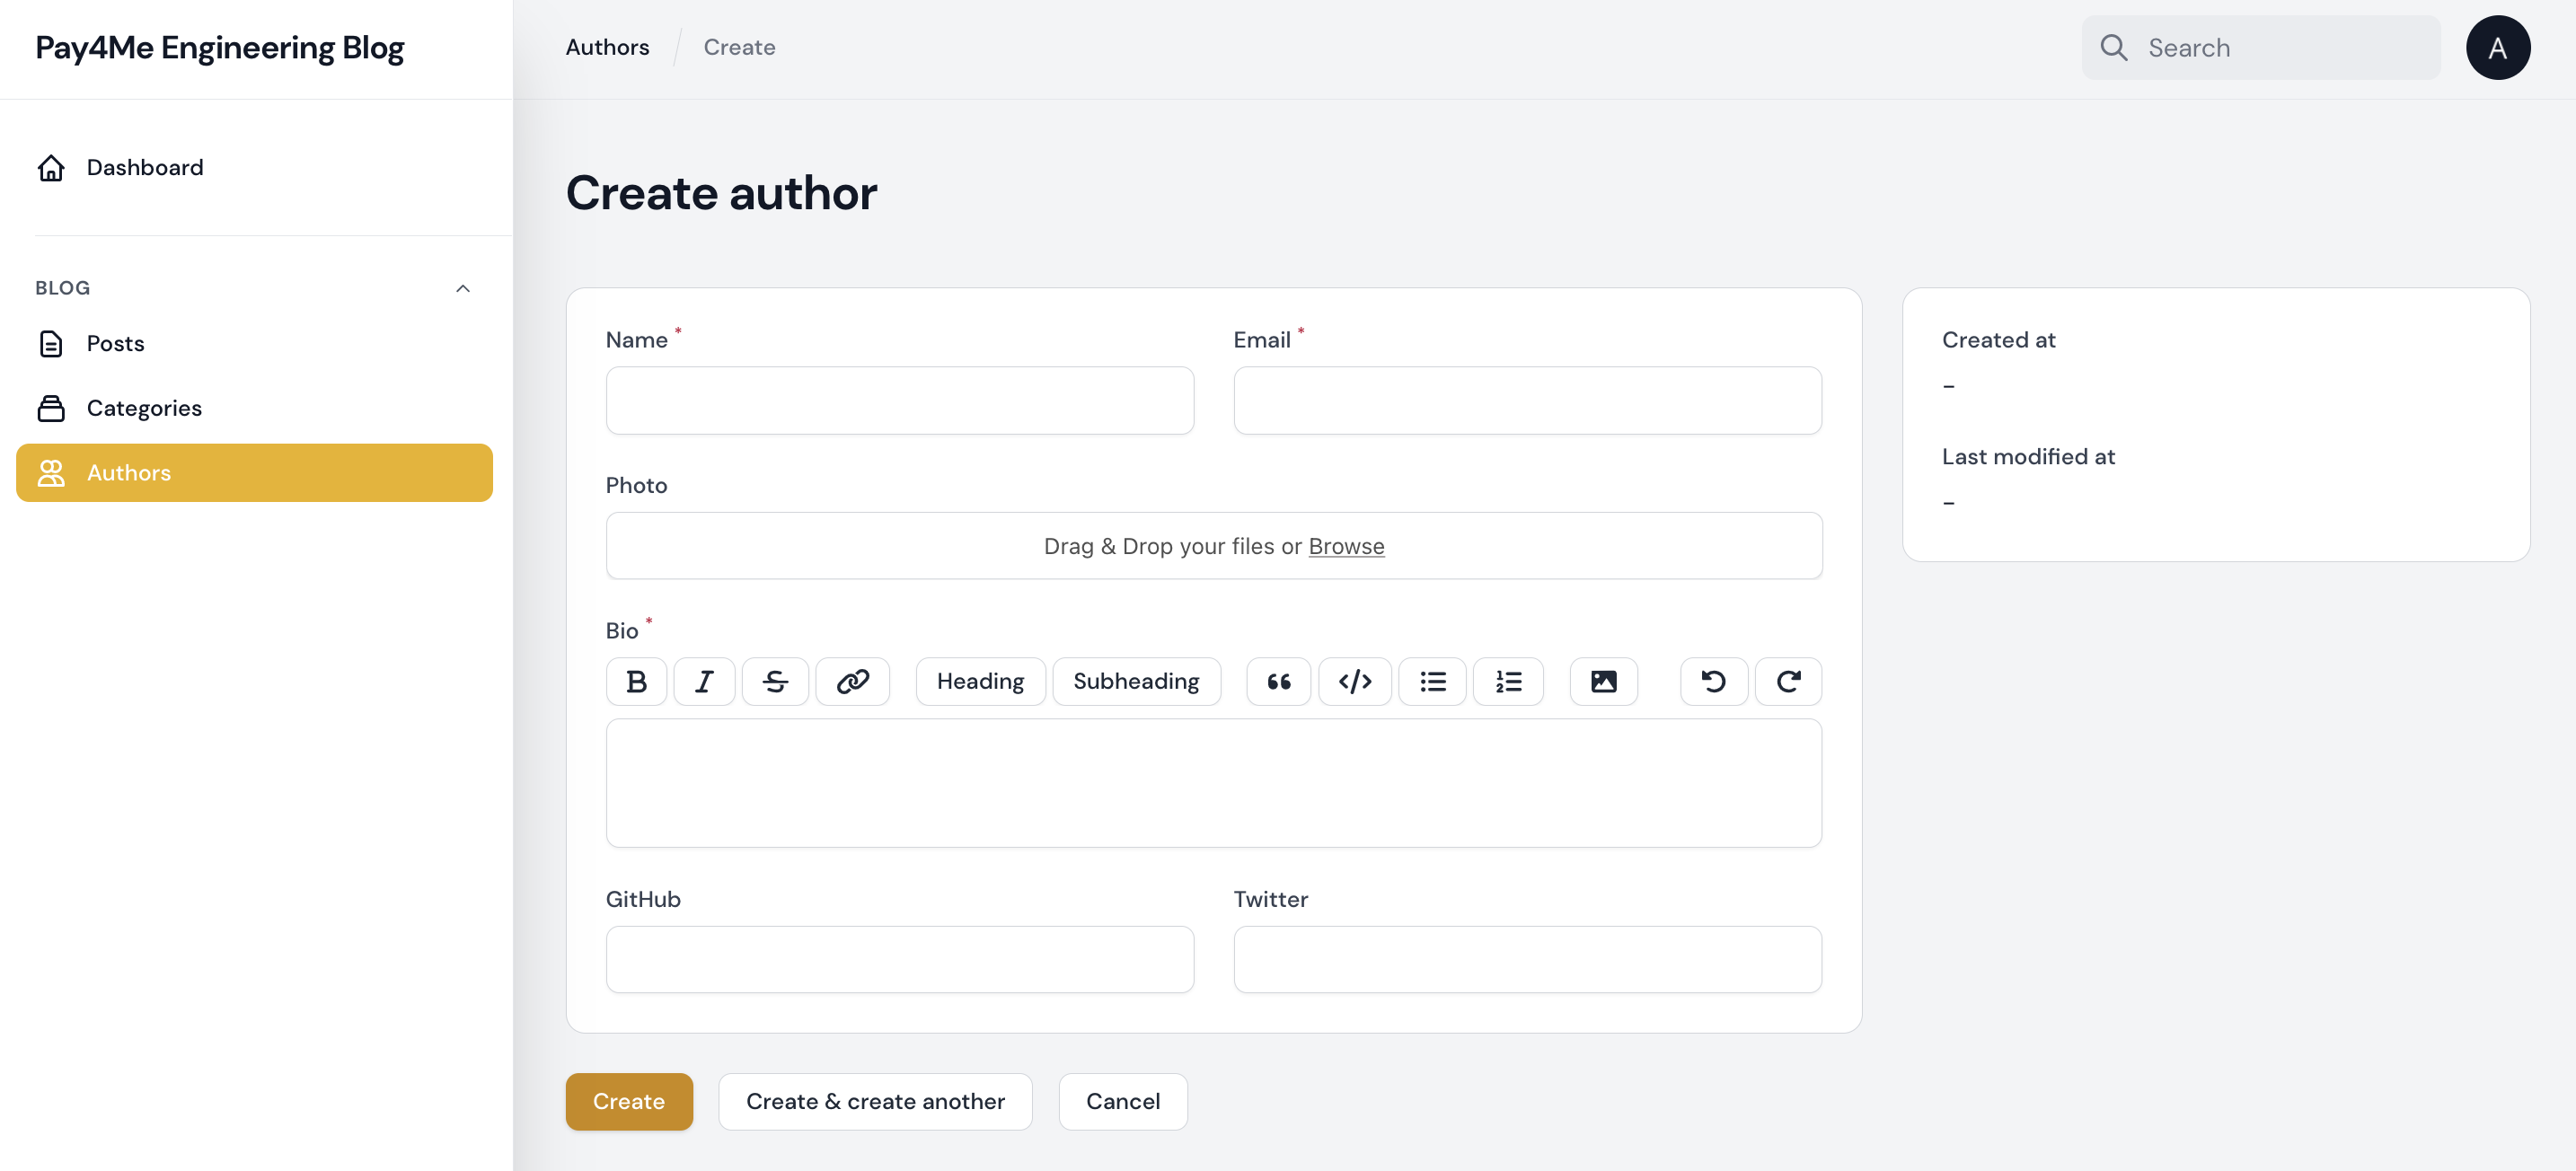 Pay4Me Engineering Blog
Authors
Create
Search
A
Dashboard
Create author
BLOG
Posts
Categories
Authors
Name *
Email *
Created at
-
Last modified at
-
Photo
Drag & Drop your files or Browse
Bio *
B I S Heading Subheading “ </>
GitHub
Twitter
Create
Create & create another
Cancel